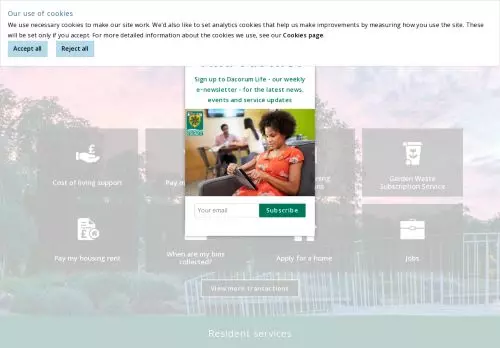 Our use of cookies
We use necessary cookies to make our site work. We'd also like to set analytics cookies that help us make improvements by measuring how you use the site. These
will be set only if you accept. For more detailed information about the cookies we use, see our Cookies page.
Accept all
Reject all
Sign up to Dacorum Life - our weekly
e-newsletter - for the latest news,
events and service updates
Your email
Subscribe
Cost of living support
Pay m
Garden Waste
Subscription Service
Pay my housing rent
When are my bins
collected?
Apply for a home
Jobs
View more transactions
Resident services